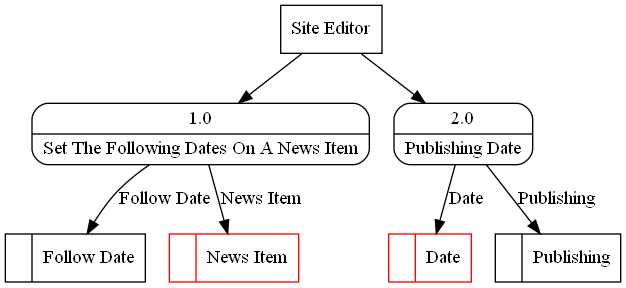 Site Editor
1.0
Set The Following Dates On A News Item
2.0
Publishing Date
Follow Date
News Item
Date
Publishing
Follow Date
News Item
Date
Publishing